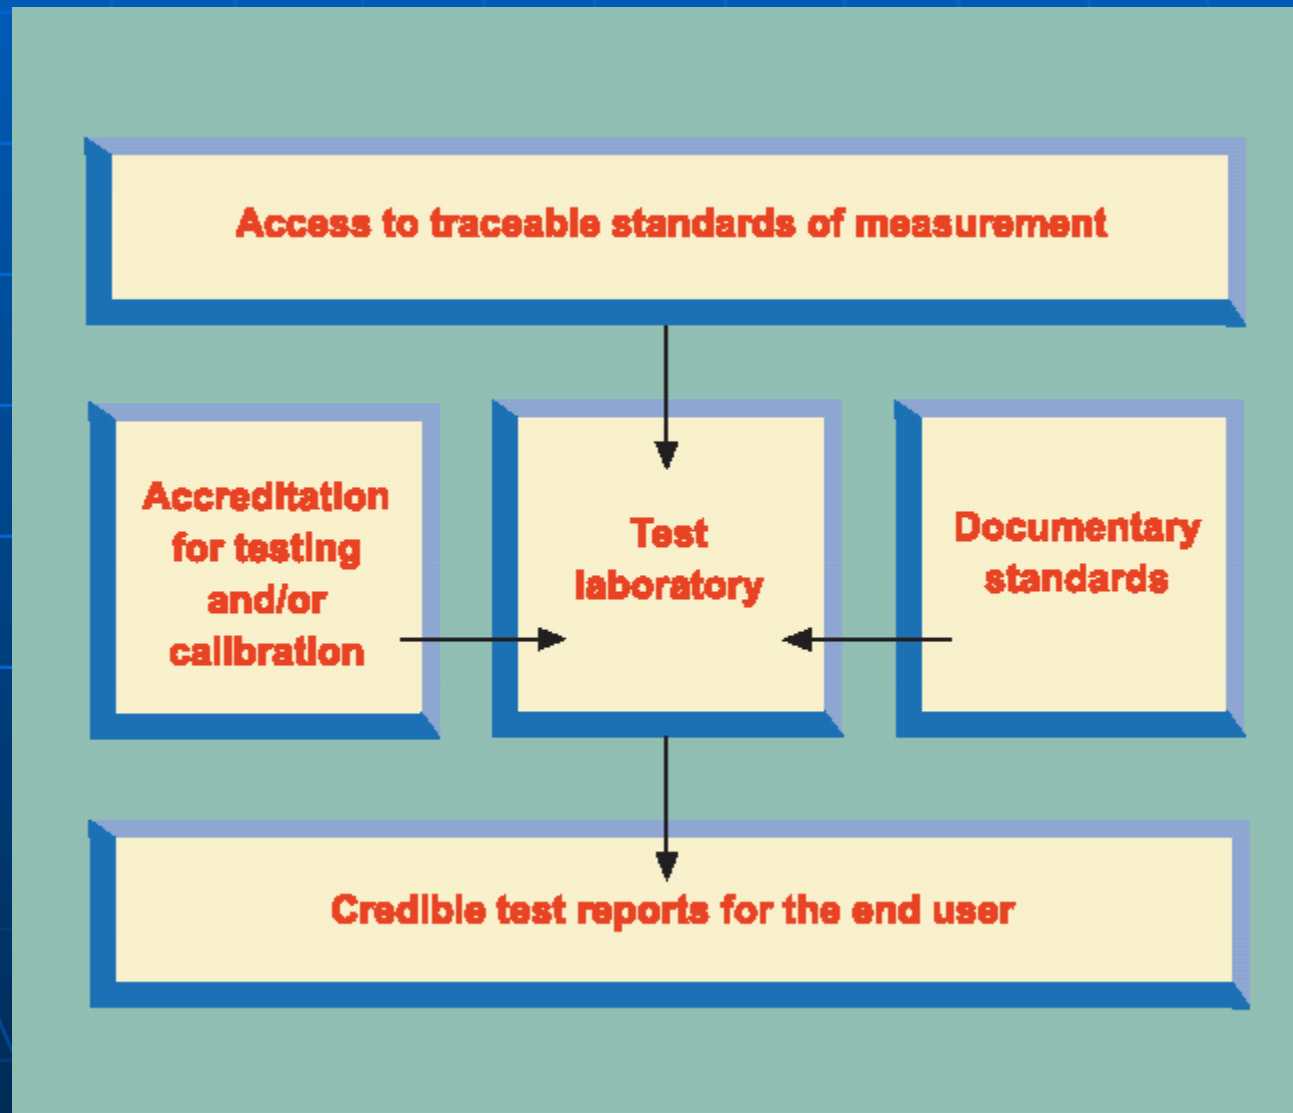 Access to traceable standards of measurement
Accreditation
for testing
and/or
calibration
Test
laboratory
Documentary
standards
Credible test reports for the end user